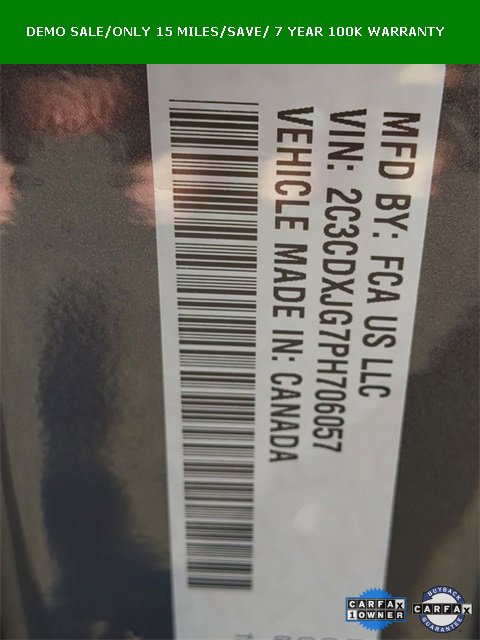 DEMO SALE/ONLY 15 MILES/SAVE/ 7 YEAR 100K WARRANTY
MFD BY: FCA US LLC
VIN: 2C3CDXJG7PH706057
VEHICLE MADE IN: CANADA
CARFAX
1 OWNER
BUYBACK
CARFAX
GUARANTEE